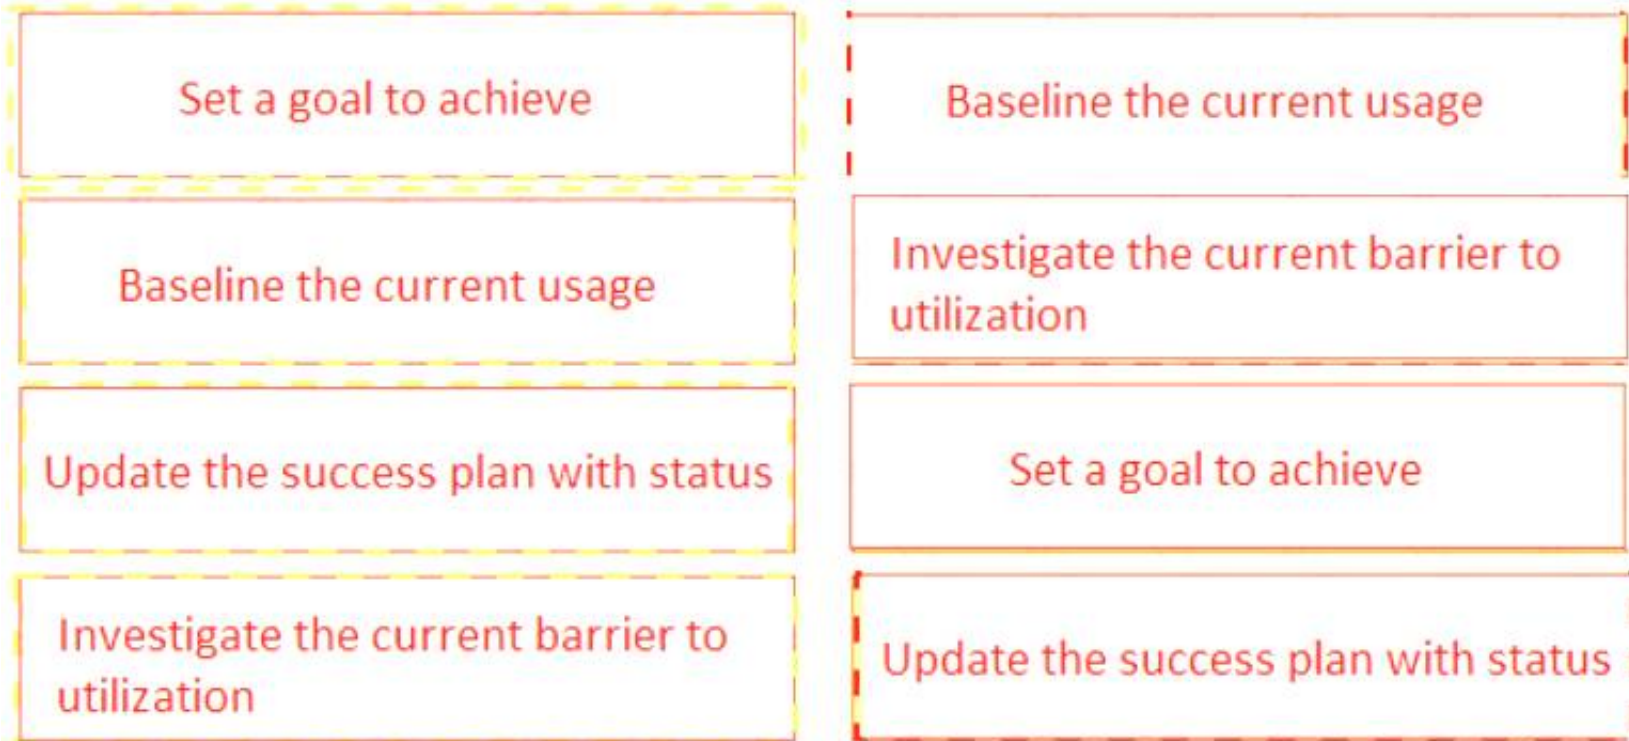 Set a goal to achieve
Baseline the current usage
Update the success plan with status
Investigate the current barrier to
utilization
Baseline the current usage
Investigate the current barrier to
utilization
Set a goal to achieve
Update the success plan with status